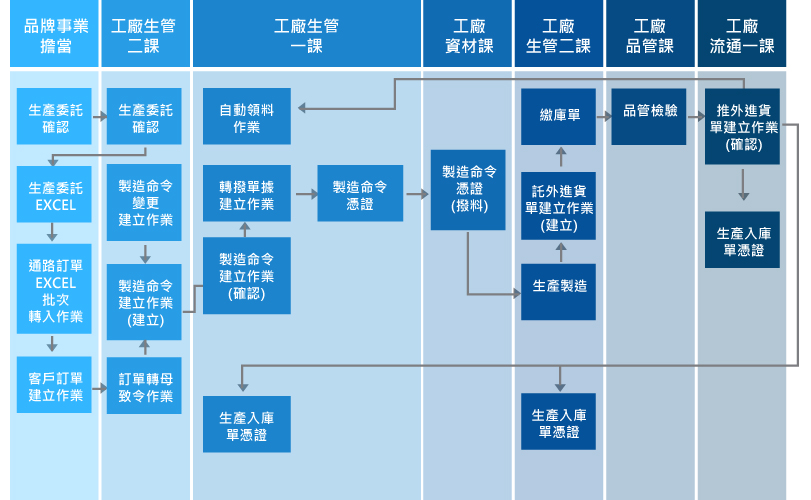 品牌事業
擔當
工廠生管
二課
工廠生管
一課
工廠
資材課
工廠
生管二課
工廠
品管課
工廠
流通一課
生產委託
確認
生產委託
EXCEL
通路訂單
EXCEL
批次
轉入作業
客戶訂單
建立作業
生產委託
確認
製造命令
變更
建立作業
製造命令
建立作業
(建立)
訂單轉母
致令作業
自動領料
作業
轉撥單據
建立作業
製造命令
建立作業
(確認)
生產入庫
單憑證
製造命令
憑證
製造命令
憑證
(撥料)
繳庫單
託外進貨
單建立作業
(建立)
生產製造
生產入庫
單憑證
品管檢驗
推外進貨
單建立作業
(確認)
生產入庫
單憑證